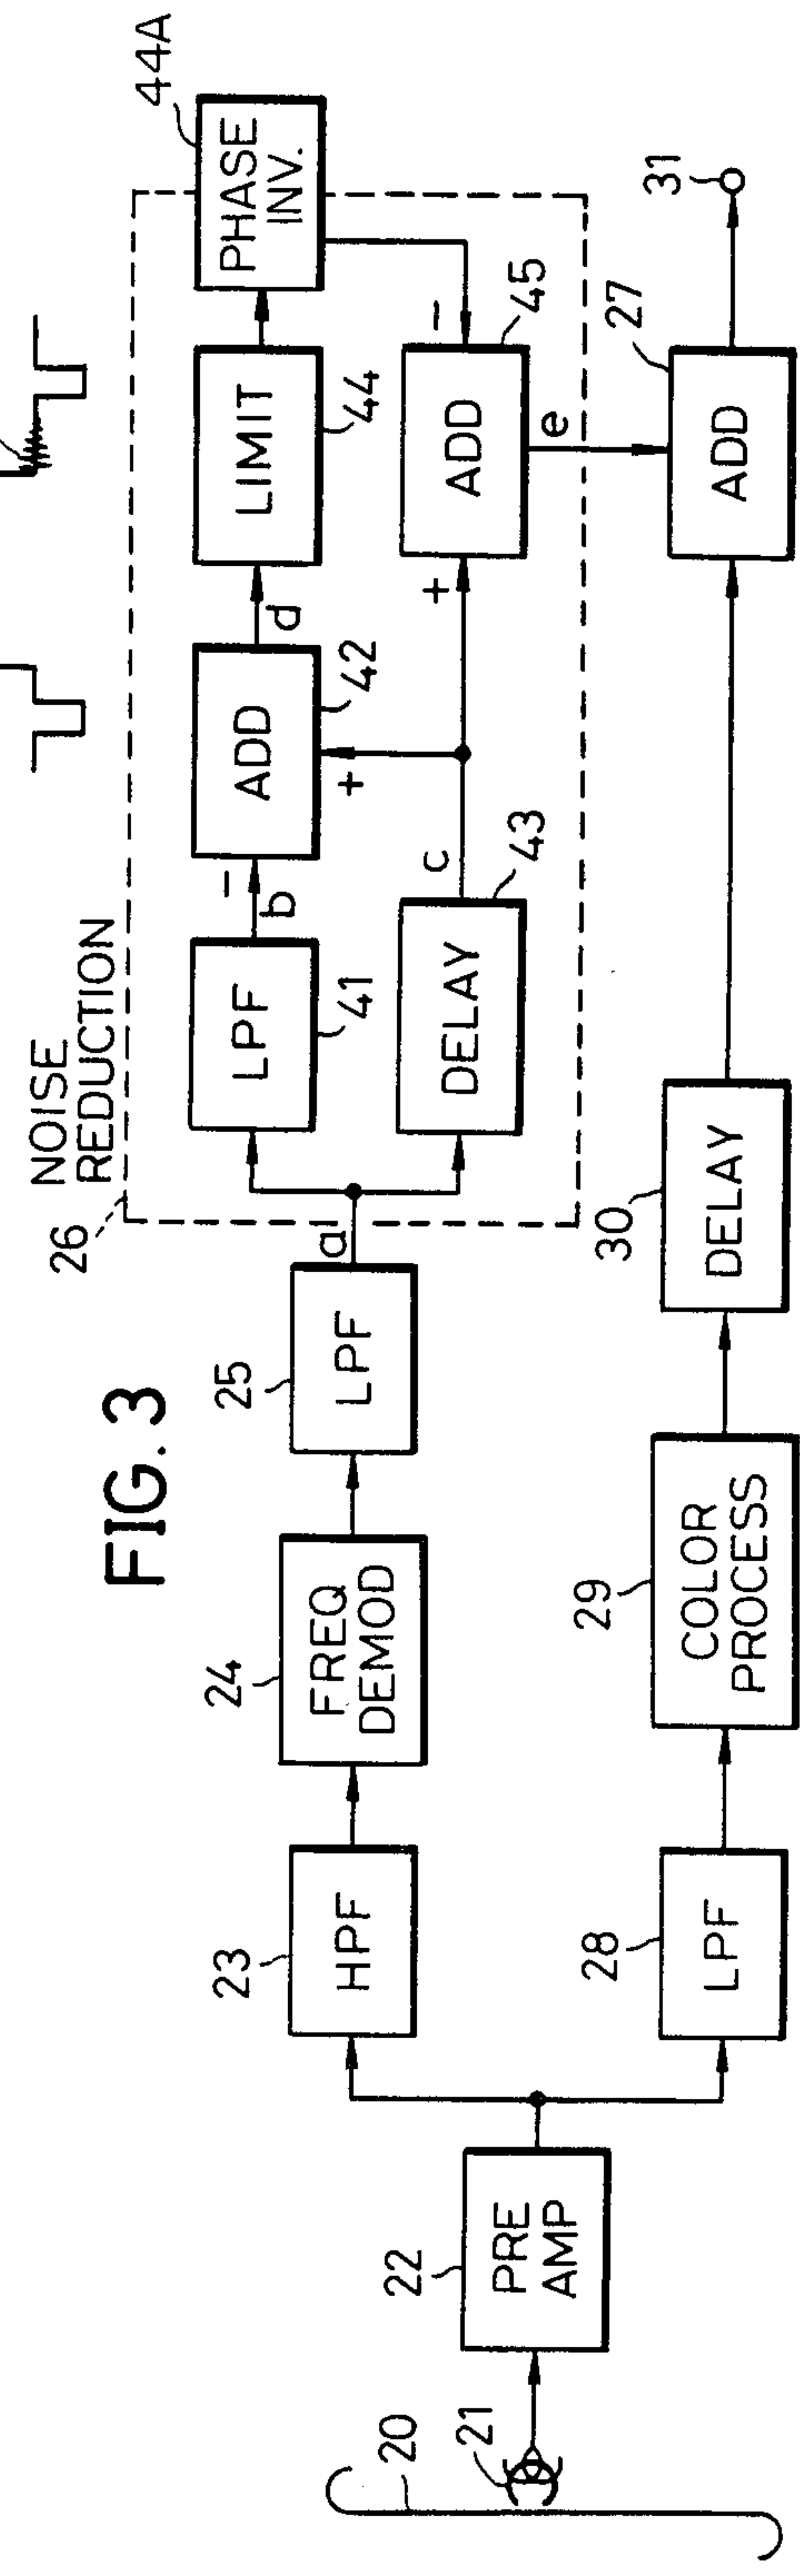 FIG. 3
NOISE
REDUCTION
26
20
21
22
PRE
AMP
23
HPF
24
FREQ
DEMOD
25
LPF
a
41
LPF
b
−
42
ADD
+
d
44
LIMIT
44A
PHASE
INV.
43
DELAY
c
+
−
45
ADD
e
28
LPF
29
COLOR
PROCESS
30
DELAY
27
ADD
31